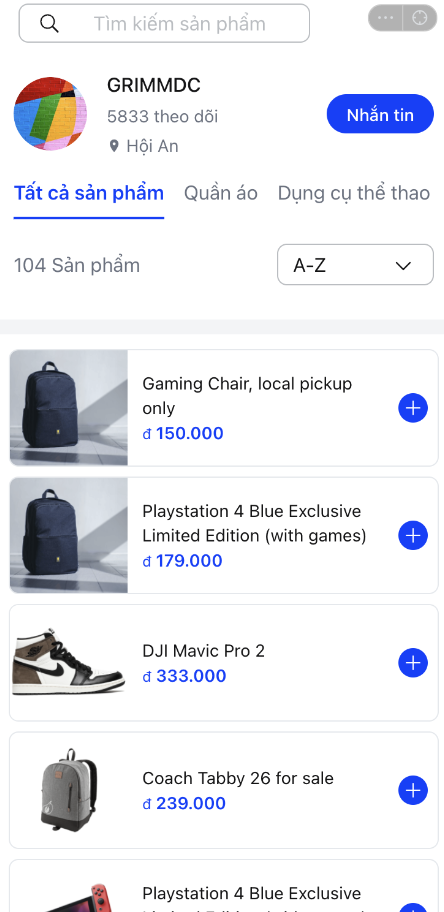 Tìm kiếm sản phẩm
GRIMMDC
5833 theo dõi
Nhắn tin
Hội An
Tất cả sản phẩm
Quần áo
Dụng cụ thể thao
104 Sản phẩm
A-Z
Gaming Chair, local pickup
only
đ 150.000
Playstation 4 Blue Exclusive
Limited Edition (with games)
đ 179.000
DJI Mavic Pro 2
đ 333.000
Coach Tabby 26 for sale
đ 239.000
Playstation 4 Blue Exclusive